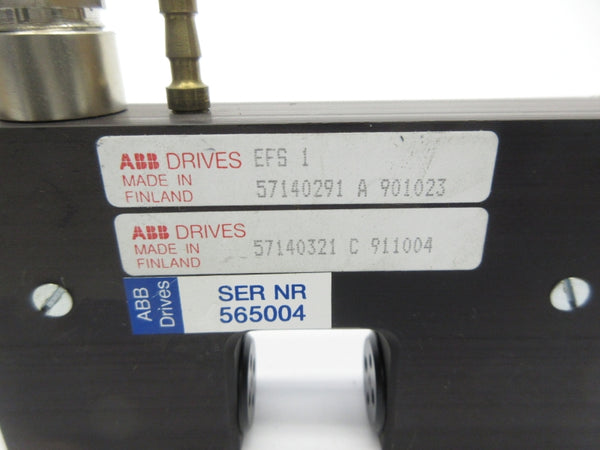 ABB DRIVES EFS 1
MADE IN
FINLAND 57140291 A 901023
ABB DRIVES
MADE IN
FINLAND 57140321 C 911004
ABB
Drives
SER NR
565004